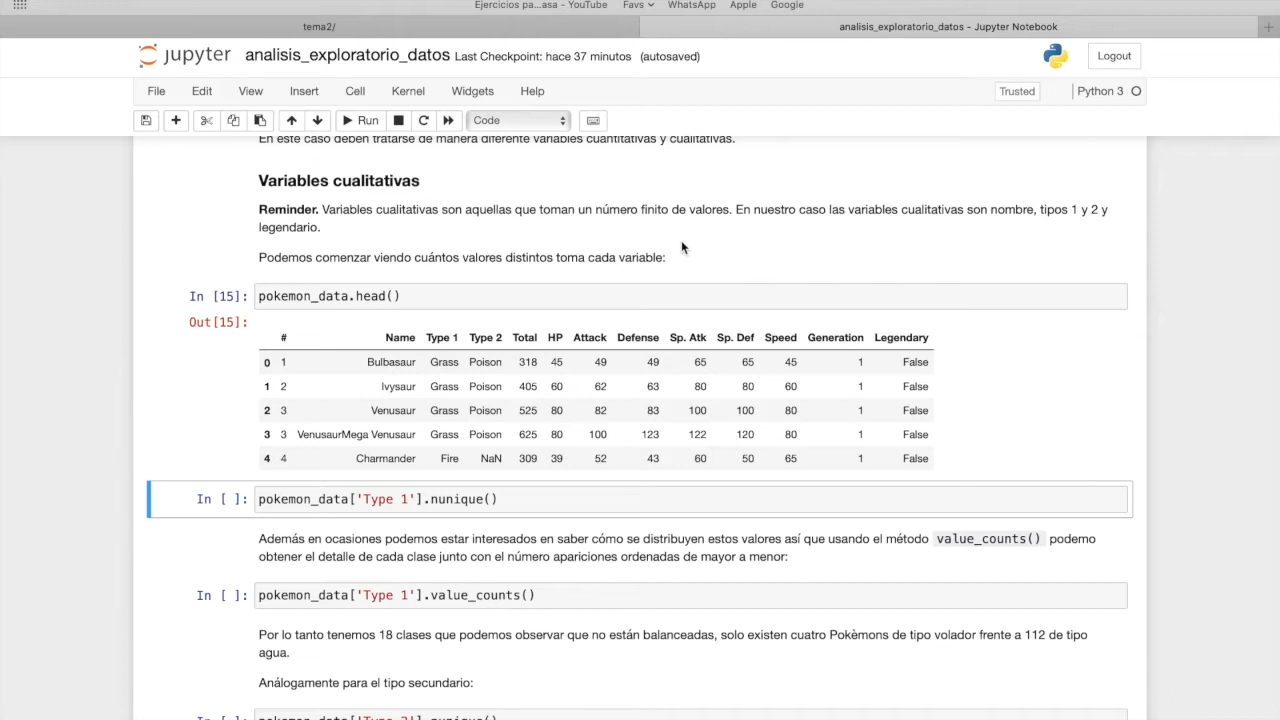 Ejercicios pa...asa - YouTube Favs WhatsApp Apple Google
tema2/ analisis_exploratorio_datos - Jupyter Notebook
jupyter analisis_exploratorio_datos Last Checkpoint: hace 37 minutos (autosaved) Logout
File Edit View Insert Cell Kernel Widgets Help Trusted Python 3
Run Code
En este caso deben tratarse de manera diferente variables cuantitativas y cualitativas.
Variables cualitativas
Reminder. Variables cualitativas son aquellas que toman un número finito de valores. En nuestro caso las variables cualitativas son nombre, tipos 1 y 2 y
legendario.
Podemos comenzar viendo cuántos valores distintos toma cada variable:
In [15]: pokemon_data.head()
Out[15]:
# Name Type 1 Type 2 Total HP Attack Defense Sp. Atk Sp. Def Speed Generation Legendary
0 1 Bulbasaur Grass Poison 318 45 49 49 65 65 45 1 False
1 2 Ivysaur Grass Poison 405 60 62 63 80 80 60 1 False
2 3 Venusaur Grass Poison 525 80 82 83 100 100 80 1 False
3 3 VenusaurMega Venusaur Grass Poison 625 80 100 123 122 120 80 1 False
4 4 Charmander Fire NaN 309 39 52 43 60 50 65 1 False
In [ ]: pokemon_data['Type 1'].nunique()
Además en ocasiones podemos estar interesados en saber cómo se distribuyen estos valores así que usando el método value_counts() podemo
obtener el detalle de cada clase junto con el número apariciones ordenadas de mayor a menor:
In [ ]: pokemon_data['Type 1'].value_counts()
Por lo tanto tenemos 18 clases que podemos observar que no están balanceadas, solo existen cuatro Pokèmons de tipo volador frente a 112 de tipo
agua.
Análogamente para el tipo secundario:
In [ ]: pokemon_data['Type 2'].nunique()